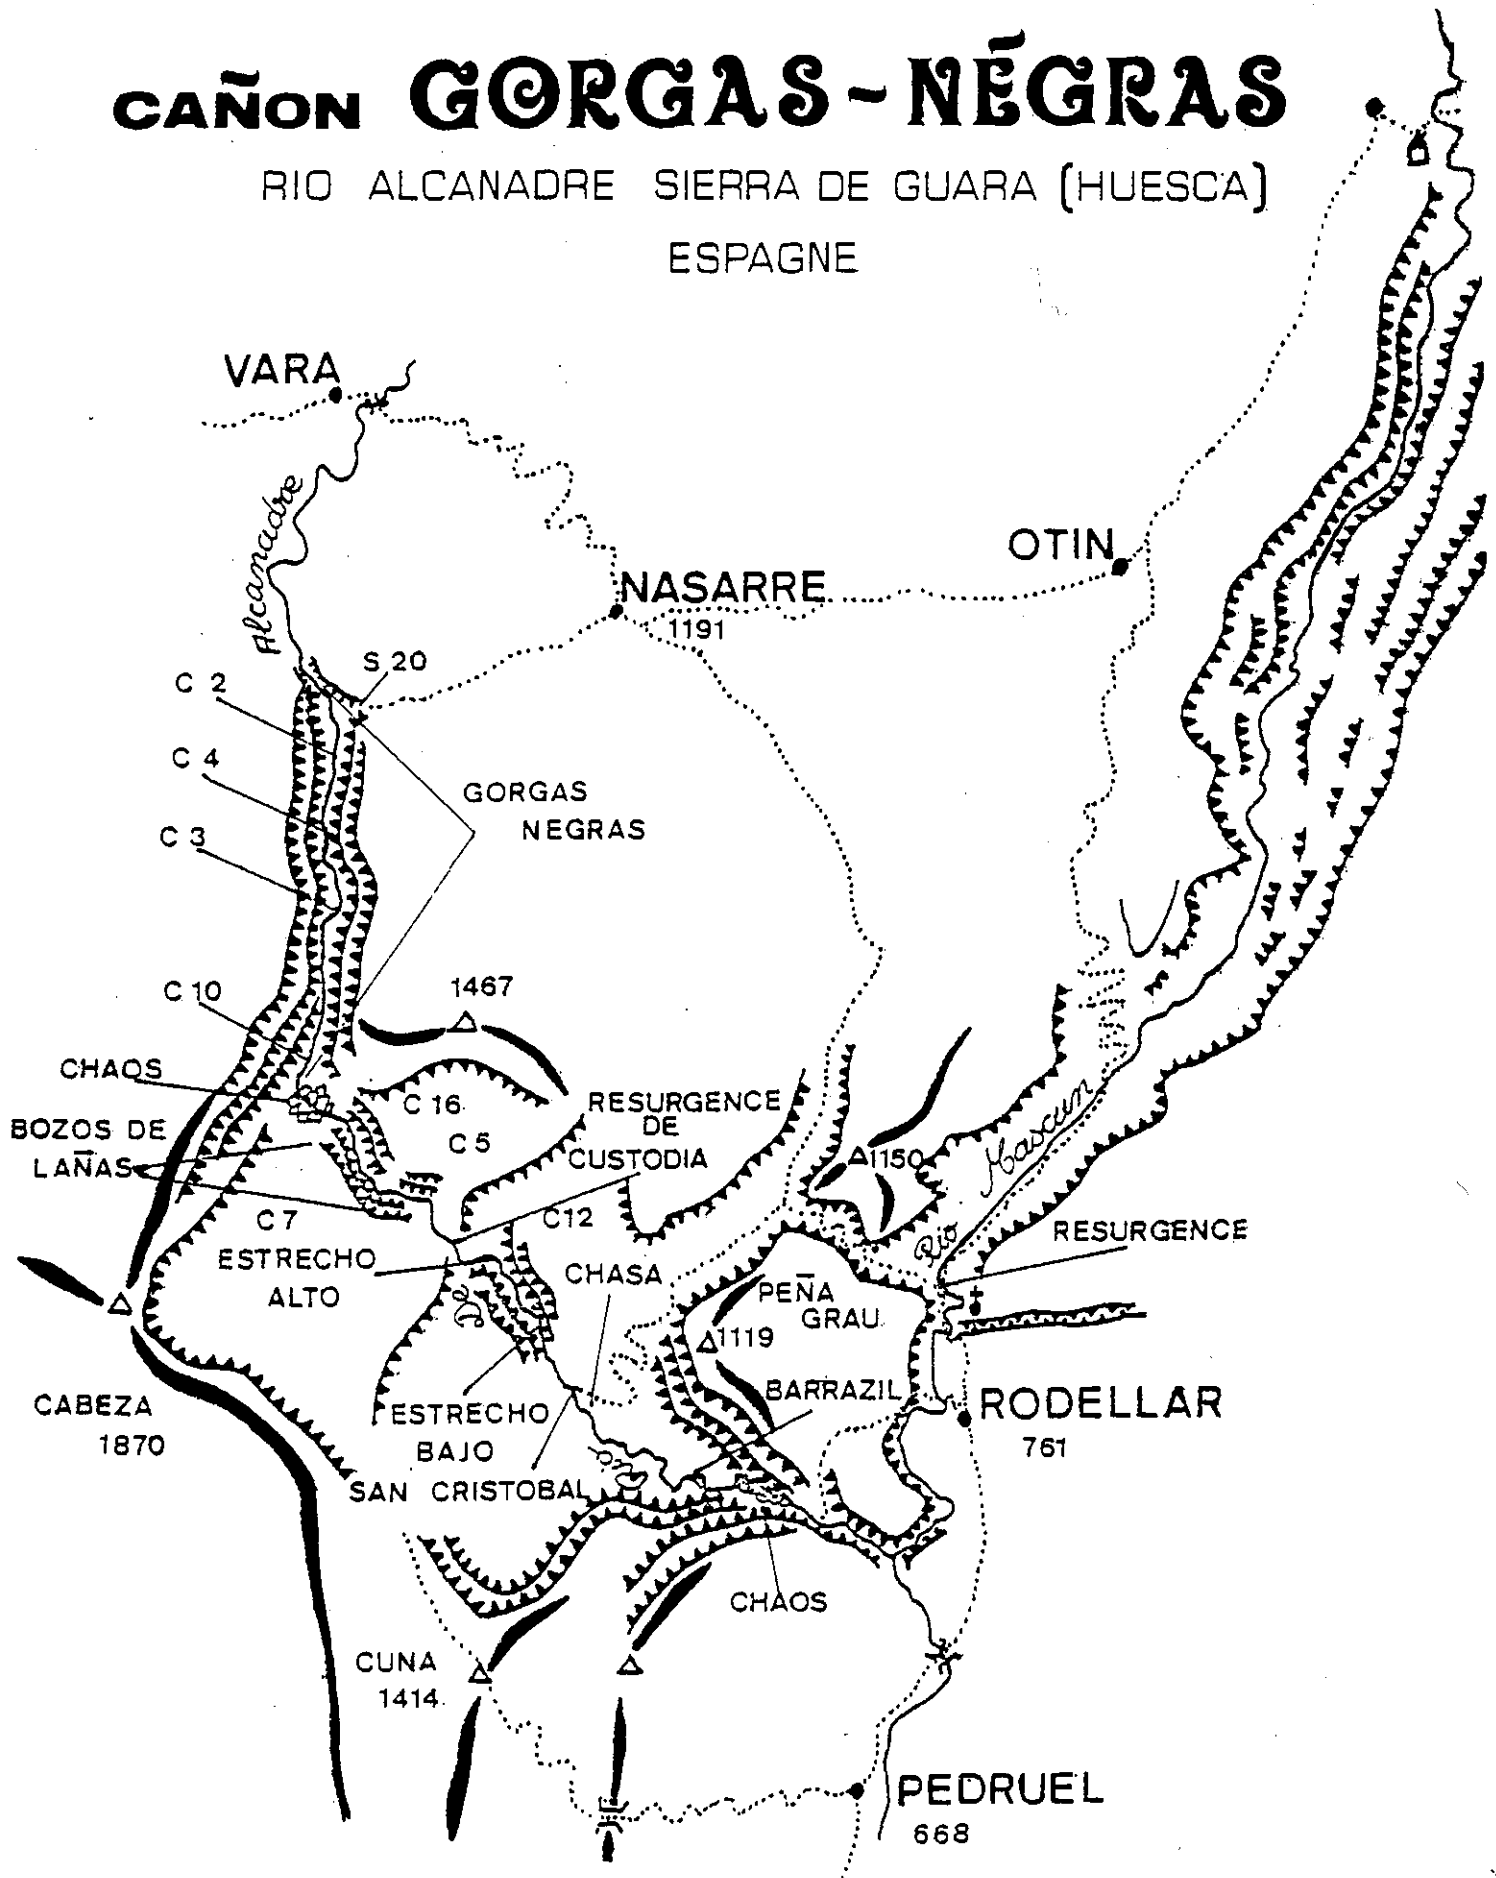 CAÑON GORGAS-NÉGRAS
RIO ALCANADRE SIERRA DE GUARA (HUESCA)
ESPAGNE
VARA
Alcanadre
OTIN
NASARRE
1191
S 20
C 2
C 4
GORGAS
NEGRAS
C 3
1467
C 10
CHAOS
C 16
RESURGENCE
DE
CUSTODIA
BOZOS DE
LAÑAS
C 5
1150
Rio Mascun
C 7
C12
RESURGENCE
ESTRECHO
ALTO
CHASA
De
PEÑA
GRAU
1119
CABEZA
1870
ESTRECHO
BAJO
BARRAZIL
RODELLAR
761
SAN CRISTOBAL
CHAOS
CUNA
1414
PEDRUEL
668